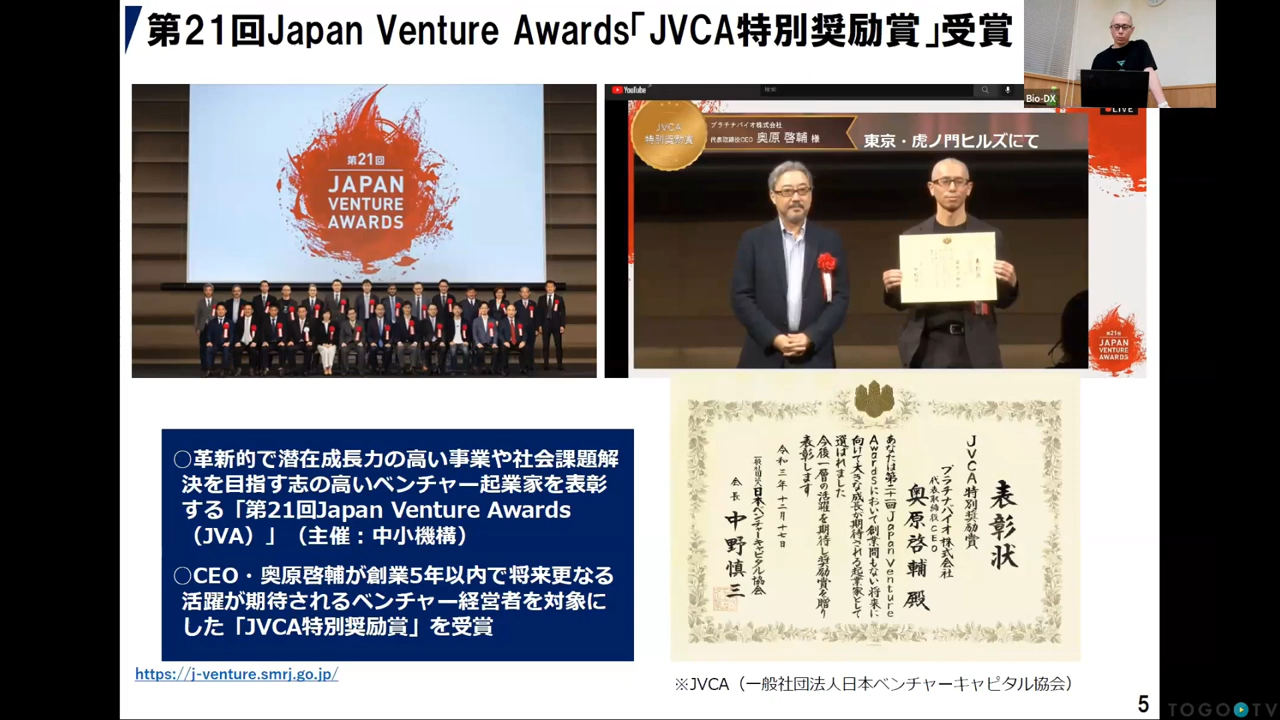 第21回Japan Venture Awards「JVCA特別奨励賞」受賞
Bio-DX
第21回
JAPAN
VENTURE
AWARDS
YouTube
検索
LIVE
JVCA
特別奨励賞
プラチナバイオ株式会社
代表取締役CEO 奥原 啓輔 様
東京・虎ノ門ヒルズにて
表彰状
第21回
JAPAN
VENTURE
AWARDS
○革新的で潜在成長力の高い事業や社会課題解
決を目指す志の高いベンチャー起業家を表彰
する「第21回Japan Venture Awards
（JVA）」（主催：中小機構）
○CEO・奥原啓輔が創業5年以内で将来更なる
活躍が期待されるベンチャー経営者を対象に
した「JVCA特別奨励賞」を受賞
https://j-venture.smrj.go.jp/
表彰状
JVCA特別奨励賞
プラチナバイオ株式会社
代表取締役CEO
奥原啓輔 殿
あなたは第二十一回Japan Venture
Awardsにおいて創業間もない将来に
向けて大きな成長が期待される起業家として
選ばれました
今後一層の活躍を期待し奨励賞を贈り
表彰します
令和三年十二月十七日
一般社団法人日本ベンチャーキャピタル協会
会長 中野慎三
※JVCA（一般社団法人日本ベンチャーキャピタル協会）
5
TOGO TV